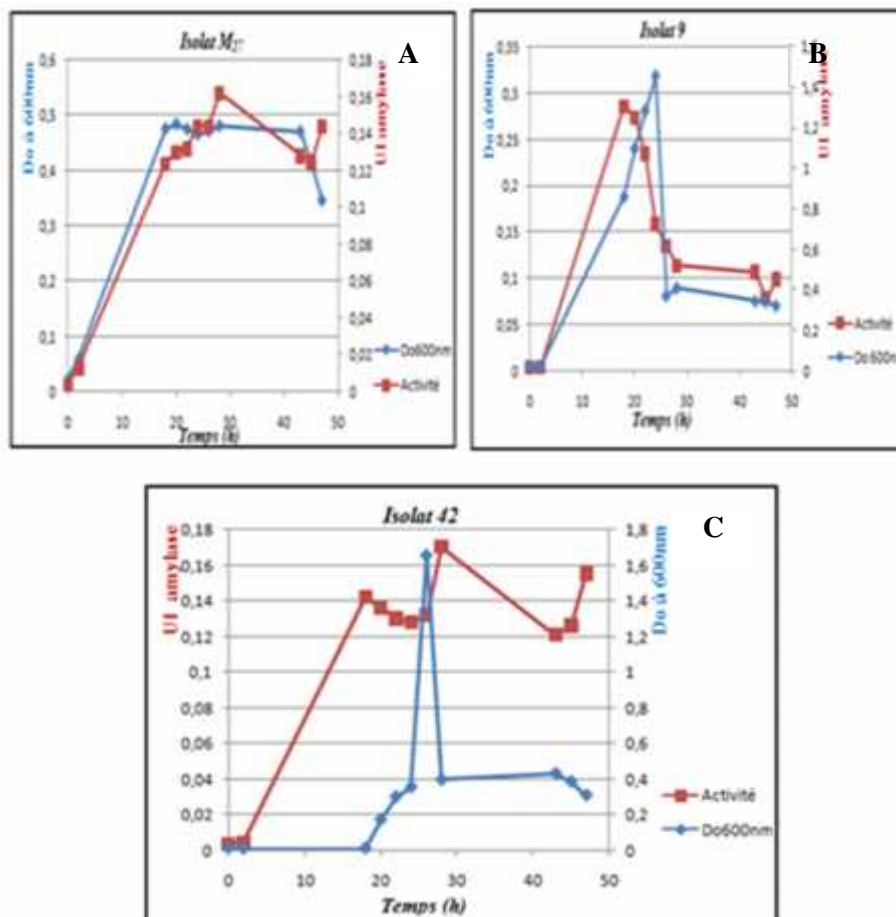 Isolat M27
A
Do à 600nm
UI amylase
0,6
0,5
0,4
0,3
0,2
0,1
0
0,18
0,16
0,14
0,12
0,1
0,08
0,06
0,04
0,02
0
0 10 20 30 40 50
Temps (h)
Do600nm
Activité
Isolat 9
B
Do à 600nm
UI amylase
0,35
0,3
0,25
0,2
0,15
0,1
0,05
0
1,4
1,2
1
0,8
0,6
0,4
0,2
0
0 10 20 30 40 50
Temps (h)
Activité
Do 600n
Isolat 42
C
UI amylase
Do à 600nm
0,18
0,16
0,14
0,12
0,1
0,08
0,06
0,04
0,02
0
1,8
1,6
1,4
1,2
1
0,8
0,6
0,4
0,2
0
0 10 20 30 40 50
Temps (h)
Activité
Do600nm